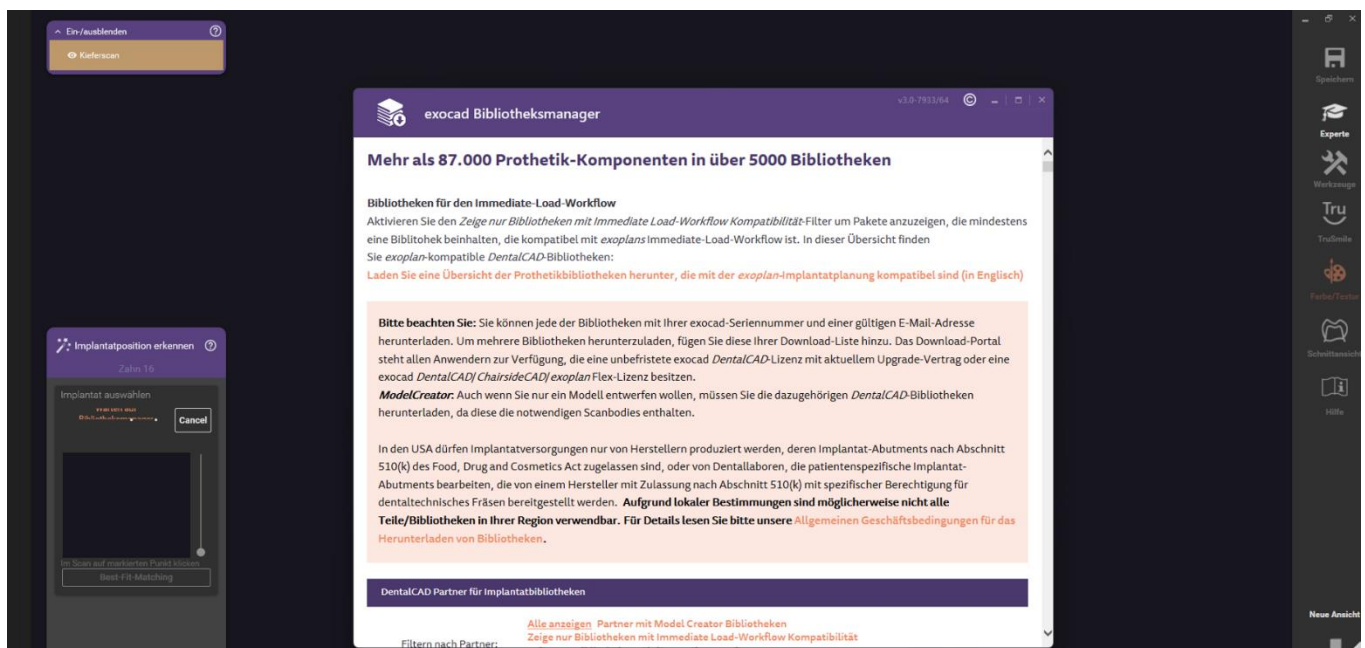 Ein-/ausblenden
Kieferscan
exocad Bibliotheksmanager
v3.0-7933/64
Mehr als 87.000 Prothetik-Komponenten in über 5000 Bibliotheken
Bibliotheken für den Immediate-Load-Workflow
Aktivieren Sie den Zeige nur Bibliotheken mit Immediate Load-Workflow Kompatibilität-Filter um Pakete anzuzeigen, die mindestens
eine Biblitohek beinhalten, die kompatibel mit exoplans Immediate-Load-Workflow ist. In dieser Übersicht finden
Sie exoplan-kompatible DentalCAD-Bibliotheken:
Laden Sie eine Übersicht der Prothetikbibliotheken herunter, die mit der exoplan-Implantatplanung kompatibel sind (in Englisch)
Bitte beachten Sie: Sie können jede der Bibliotheken mit Ihrer exocad-Seriennummer und einer gültigen E-Mail-Adresse
herunterladen. Um mehrere Bibliotheken herunterzuladen, fügen Sie diese Ihrer Download-Liste hinzu. Das Download-Portal
steht allen Anwendern zur Verfügung, die eine unbefristete exocad DentalCAD-Lizenz mit aktuellem Upgrade-Vertrag oder eine
exocad DentalCAD/ChairsideCAD/exoplan Flex-Lizenz besitzen.
ModelCreator: Auch wenn Sie nur ein Modell entwerfen wollen, müssen Sie die dazugehörigen DentalCAD-Bibliotheken
herunterladen, da diese die notwendigen Scanbodies enthalten.
In den USA dürfen Implantatversorgungen nur von Herstellern produziert werden, deren Implantat-Abutments nach Abschnitt
510(k) des Food, Drug and Cosmetics Act zugelassen sind, oder von Dentallaboren, die patientenspezifische Implantat-
Abutments bearbeiten, die von einem Hersteller mit Zulassung nach Abschnitt 510(k) mit spezifischer Berechtigung für
dentaltechnisches Fräsen bereitgestellt werden. Aufgrund lokaler Bestimmungen sind möglicherweise nicht alle
Teile/Bibliotheken in Ihrer Region verwendbar. Für Details lesen Sie bitte unsere Allgemeinen Geschäftsbedingungen für das
Herunterladen von Bibliotheken.
DentalCAD Partner für Implantatbibliotheken
Filtern nach Partner:
Alle anzeigen Partner mit Model Creator Bibliotheken
Zeige nur Bibliotheken mit Immediate Load-Workflow Kompatibilität
Implantatposition erkennen
Zahn 16
Implantat auswählen
Cancel
Im Scan auf markierten Punkt klicken
Best-Fit-Matching
Speichern
Experte
Werkzeuge
Tru
TruSmile
Farbe/Textur
Schnittansicht
Hilfe
Neue Ansicht